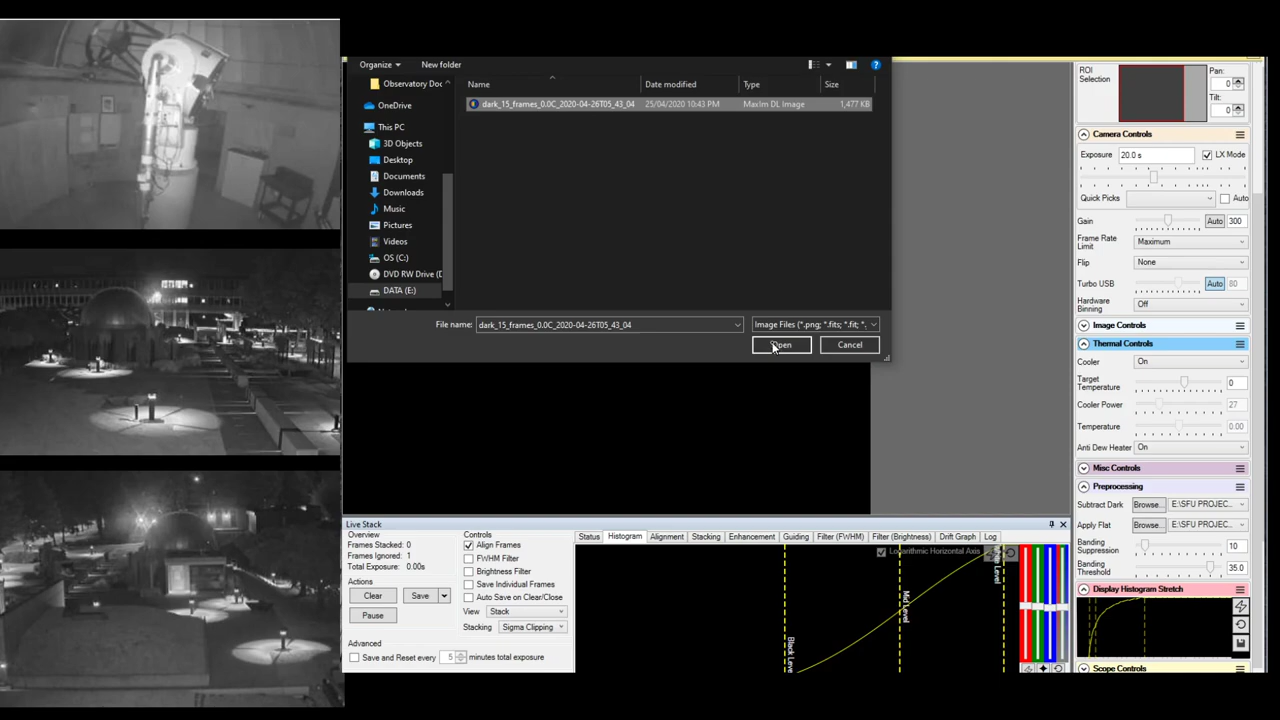 Organize New folder
Observatory Doc
OneDrive
This PC
3D Objects
Desktop
Documents
Downloads
Music
Pictures
Videos
OS (C:)
DVD RW Drive (D
DATA (E:)
Name Date modified Type Size
dark_15_frames_0.0C_2020-04-26T05_43_04 25/04/2020 10:43 PM MaxIm DL Image 1,477 KB
File name: dark_15_frames_0.0C_2020-04-26T05_43_04 Image Files (*.png; *.fits; *.fit; *.
Open Cancel
ROI Selection
Pan: 0
Tilt: 0
Camera Controls
Exposure 20.0 s LX Mode
Quick Picks Auto
Gain Auto 300
Frame Rate Limit Maximum
Flip None
Turbo USB Auto 80
Hardware Binning Off
Image Controls
Thermal Controls
Cooler On
Target Temperature 0
Cooler Power 27
Temperature 0.00
Anti Dew Heater On
Misc Controls
Preprocessing
Subtract Dark Browse... E:\SFU PROJEC...
Apply Flat Browse... E:\SFU PROJEC...
Banding Suppression 10
Banding Threshold 35.0
Display Histogram Stretch
Scope Controls
Live Stack
Overview
Frames Stacked: 0
Frames Ignored: 1
Total Exposure: 0.00s
Actions
Clear Save
Pause
Advanced
Save and Reset every 5 minutes total exposure
Controls
Align Frames
FWHM Filter
Brightness Filter
Save Individual Frames
Auto Save on Clear/Close
View Stack
Stacking Sigma Clipping
Status Histogram Alignment Stacking Enhancement Guiding Filter (FWHM) Filter (Brightness) Drift Graph Log
Logarithmic Horizontal Axis
Black Level
Mid Level
Level